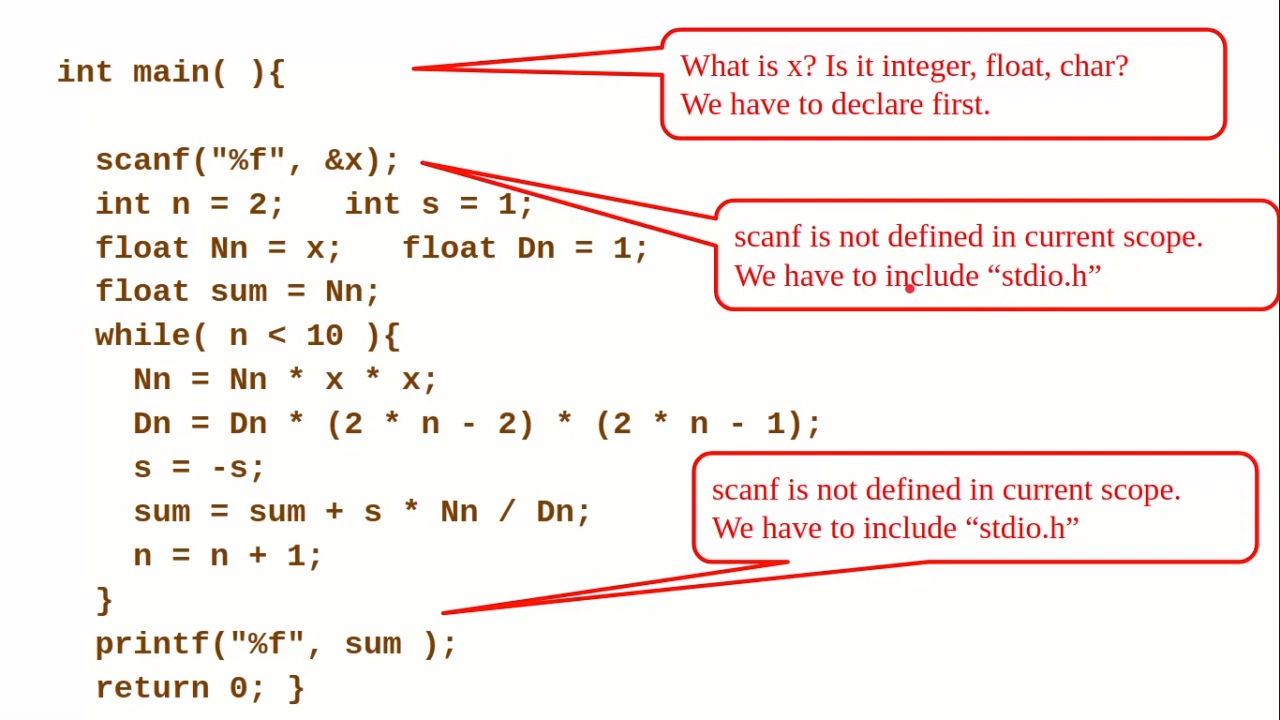 int main( ){
What is x? Is it integer, float, char?
We have to declare first.
scanf("%f", &x);
int n = 2;   int s = 1;
scanf is not defined in current scope.
We have to include “stdio.h”
float Nn = x;   float Dn = 1;
float sum = Nn;
while( n < 10 ){
Nn = Nn * x * x;
Dn = Dn * (2 * n - 2) * (2 * n - 1);
s = -s;
scanf is not defined in current scope.
We have to include “stdio.h”
sum = sum + s * Nn / Dn;
n = n + 1;
}
printf("%f", sum );
return 0; }